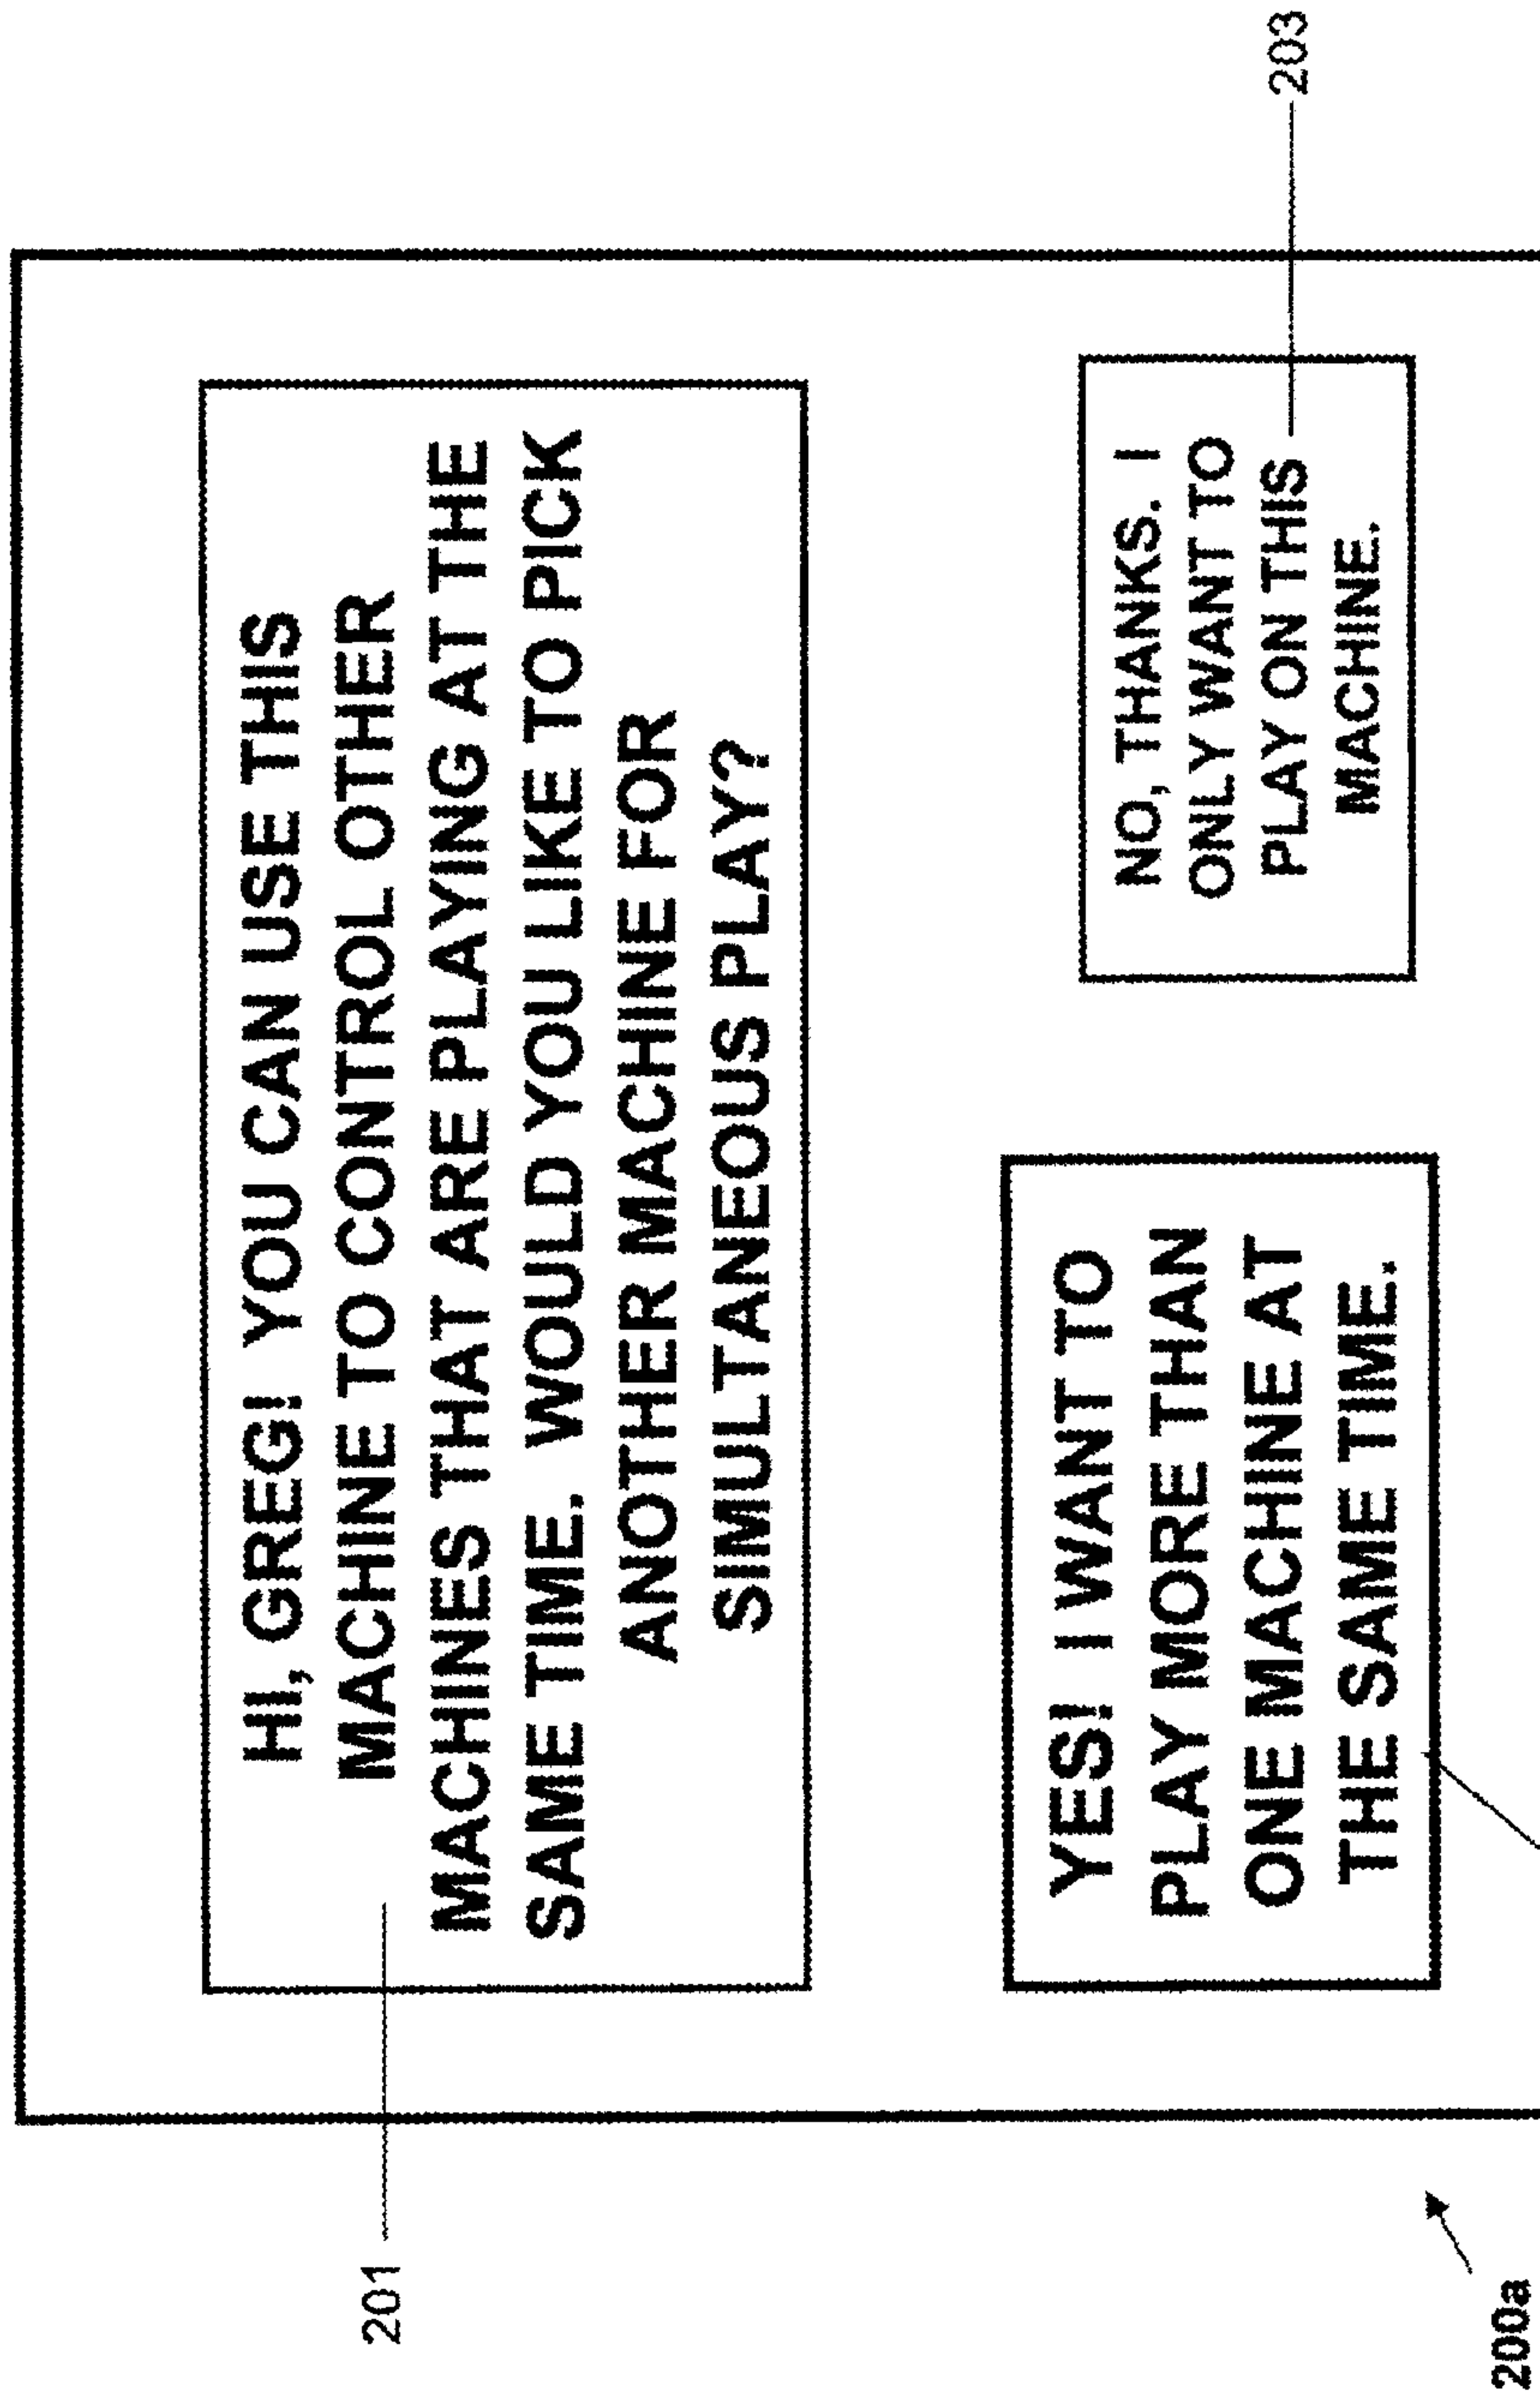 HI, GREG! YOU CAN USE THIS
MACHINE TO CONTROL OTHER
MACHINES THAT ARE PLAYING AT THE
SAME TIME. WOULD YOU LIKE TO PICK
ANOTHER MACHINE FOR
SIMULTANEOUS PLAY?
201
YES! I WANT TO
PLAY MORE THAN
ONE MACHINE AT
THE SAME TIME.
NO, THANKS. I
ONLY WANT TO
PLAY ON THIS
MACHINE.
203
200a